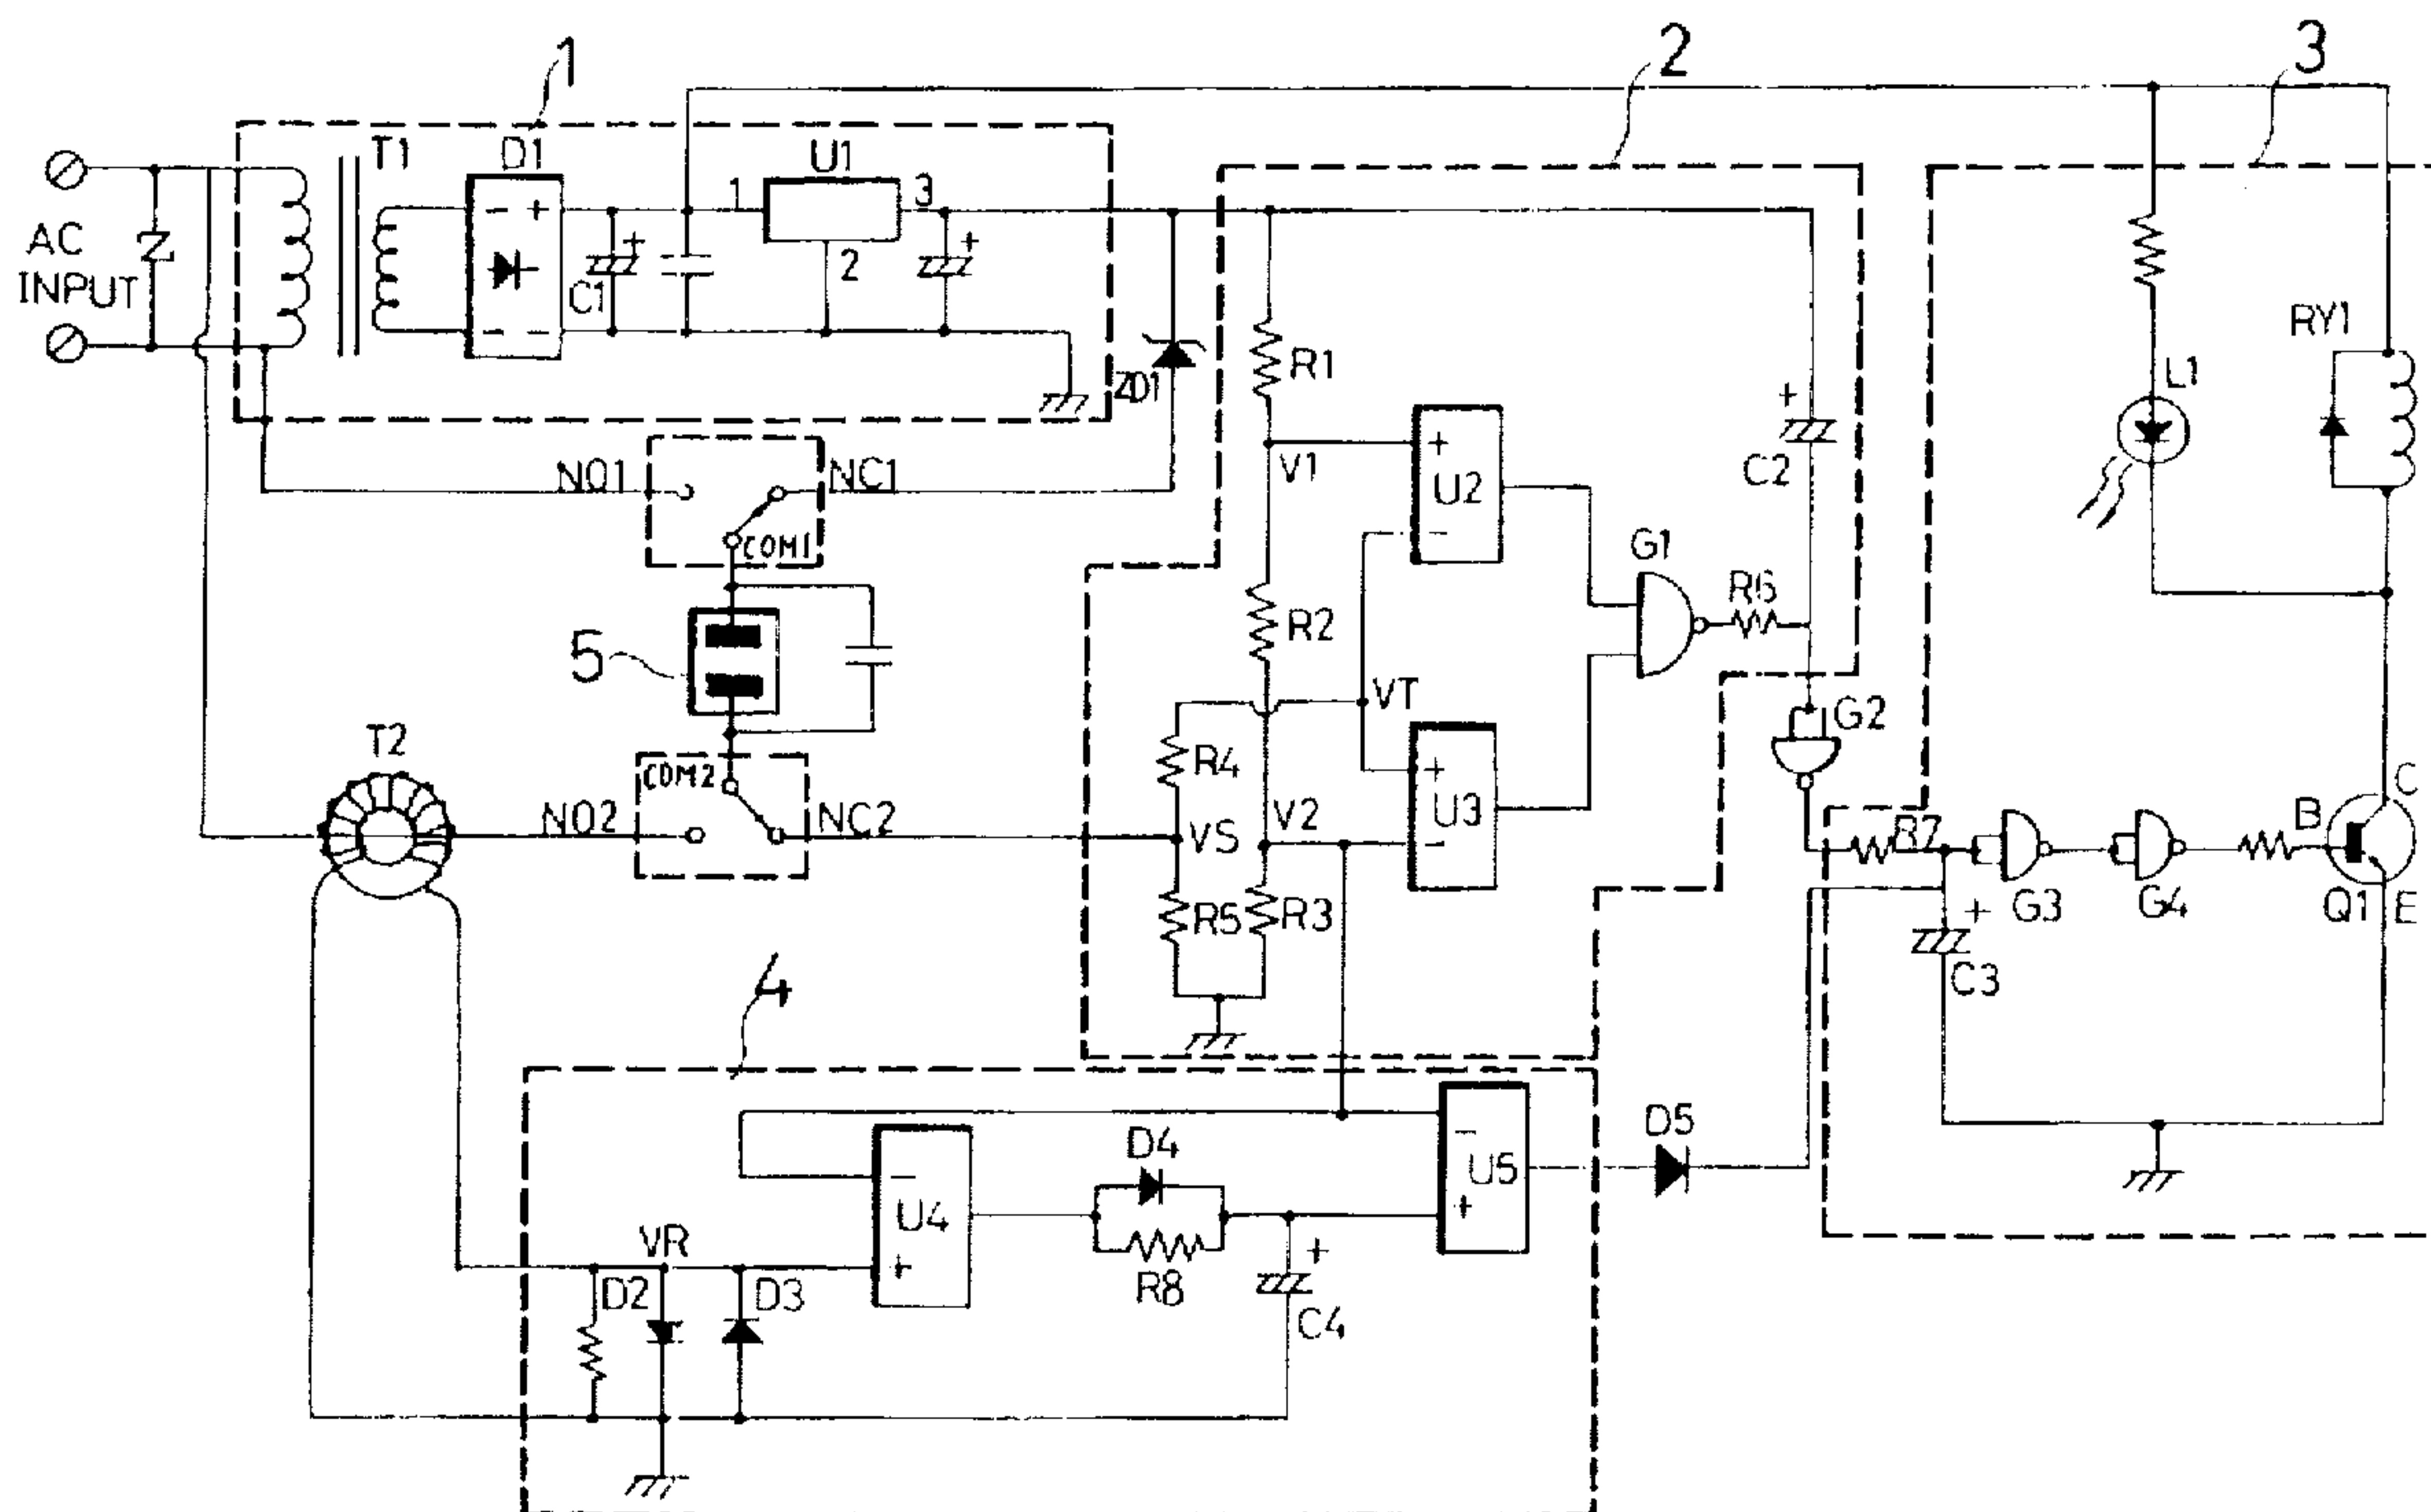 1
2
3
T1
D1
U1
1
3
2
AC
INPUT
C1
ZD1
R1
V1
+
-
U2
C2
+
L1
RY1
NO1
NC1
COM1
5
R2
G1
R6
VT
G2
T2
COM2
NO2
NC2
R4
VS
V2
+
-
U3
R5
R3
R7
G3
G4
B
C
E
Q1
+
C3
4
-
U4
+
D4
R8
-
U5
+
D5
VR
D2
D3
+
C4